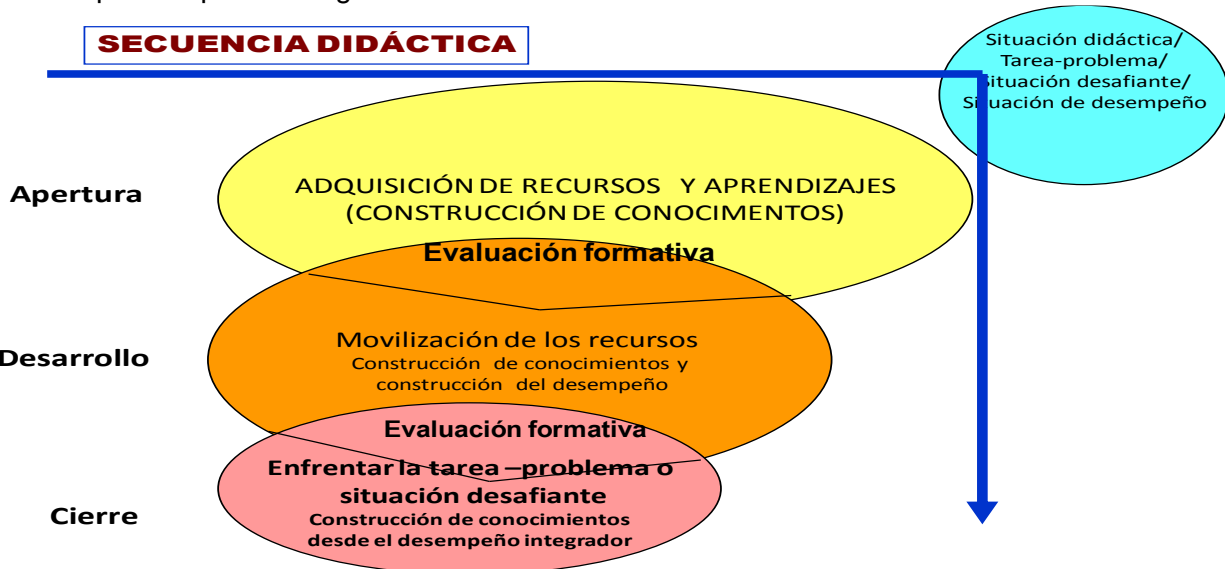 SECUENCIA DIDÁCTICA
Situación didáctica/
Tarea-problema/
Situación desafiante/
Situación de desempeño
Apertura
ADQUISICIÓN DE RECURSOS Y APRENDIZAJES
(CONSTRUCCIÓN DE CONOCIMIENTOS)
Evaluación formativa
Desarrollo
Movilización de los recursos
Construcción de conocimientos y
construcción del desempeño
Evaluación formativa
Enfrentar la tarea –problema o
situación desafiante
Cierre
Construcción de conocimientos
desde el desempeño integrador